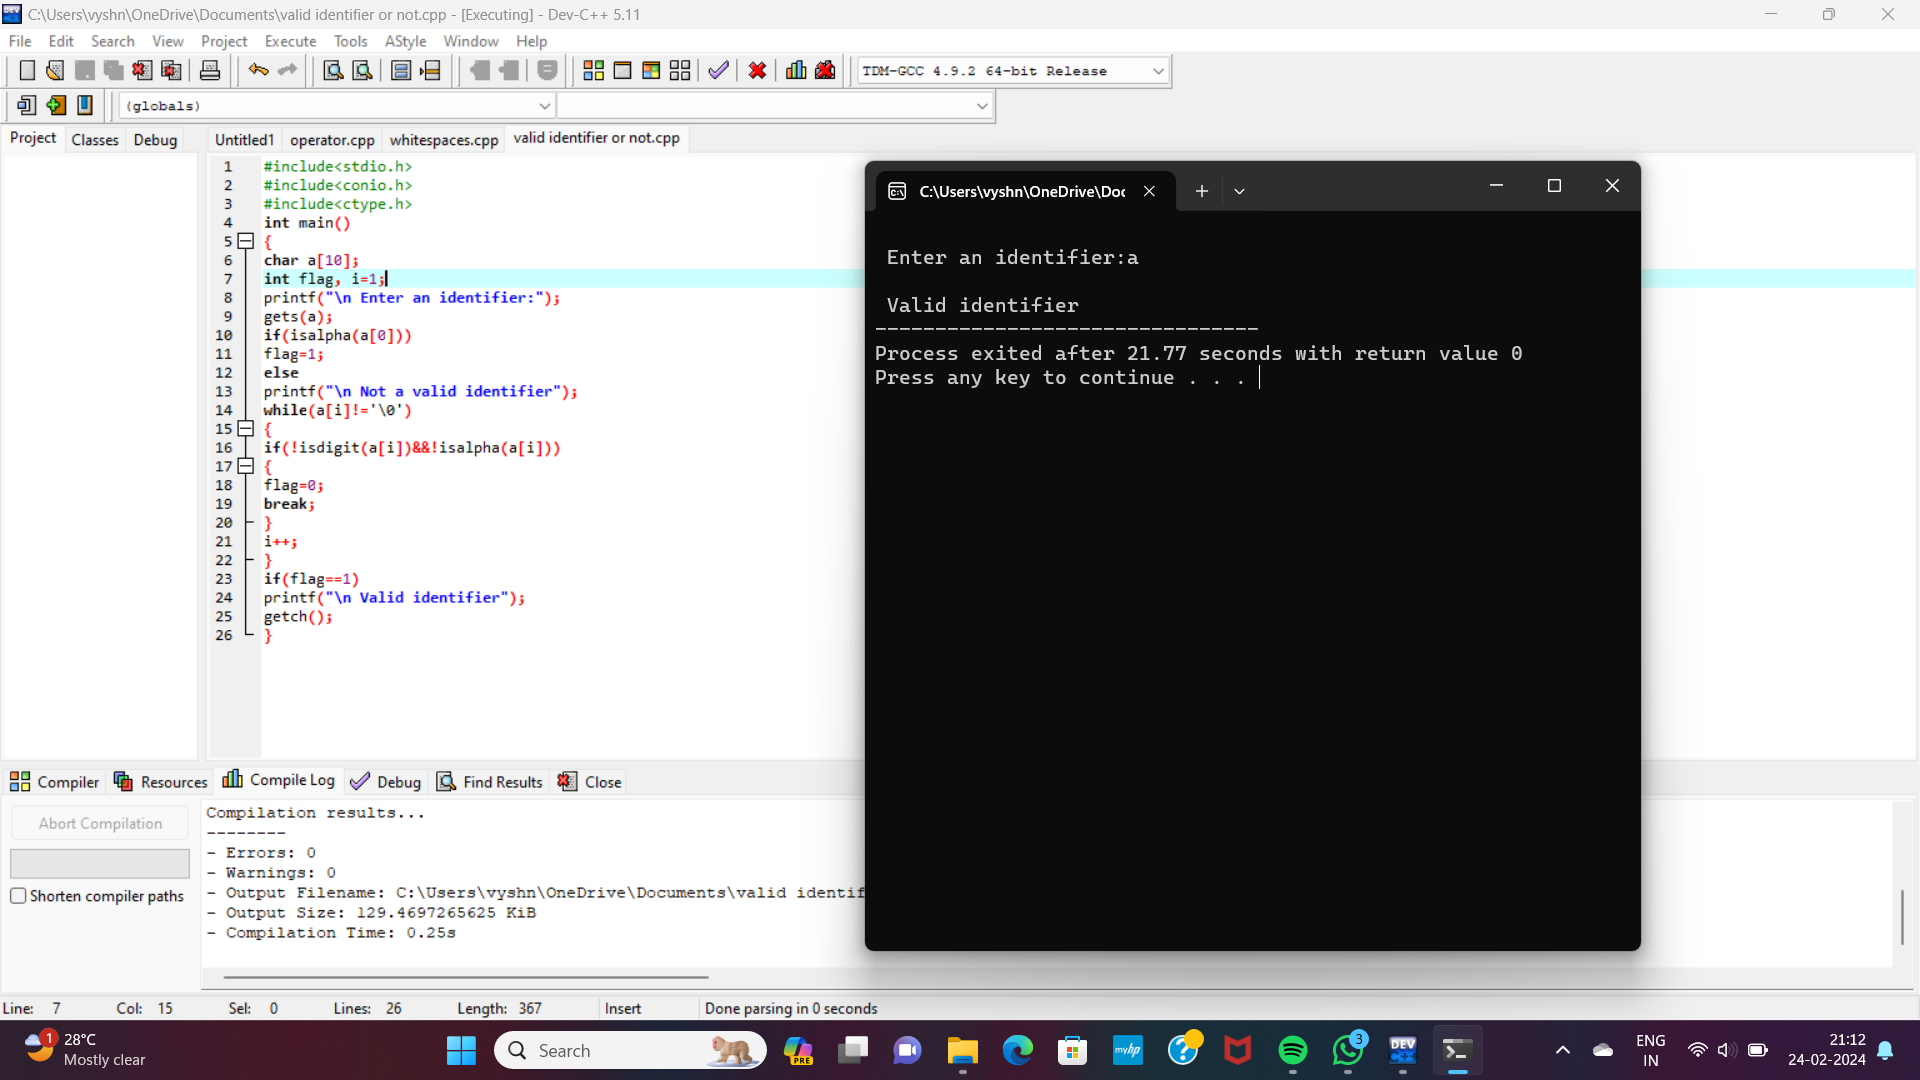 C:\Users\vyshn\OneDrive\Documents\valid identifier or not.cpp - [Executing] - Dev-C++ 5.11
File Edit Search View Project Execute Tools AStyle Window Help
TDM-GCC 4.9.2 64-bit Release
(globals)
Project Classes Debug
Untitled1 operator.cpp whitespaces.cpp valid identifier or not.cpp
1 #include<stdio.h>
2 #include<conio.h>
3 #include<ctype.h>
4 int main()
5 {
6 char a[10];
7 int flag, i=1;
8 printf("\n Enter an identifier:");
9 gets(a);
10 if(isalpha(a[0]))
11 flag=1;
12 else
13 printf("\n Not a valid identifier");
14 while(a[i]!='\0')
15 {
16 if(!isdigit(a[i])&&!isalpha(a[i]))
17 {
18 flag=0;
19 break;
20 }
21 i++;
22 }
23 if(flag==1)
24 printf("\n Valid identifier");
25 getch();
26 }
C:\Users\vyshn\OneDrive\Doc
Enter an identifier:a
Valid identifier
--------------------------------
Process exited after 21.77 seconds with return value 0
Press any key to continue . . .
Compiler Resources Compile Log Debug Find Results Close
Abort Compilation
Shorten compiler paths
Compilation results...
--------
- Errors: 0
- Warnings: 0
- Output Filename: C:\Users\vyshn\OneDrive\Documents\valid identif
- Output Size: 129.4697265625 KiB
- Compilation Time: 0.25s
Line: 7 Col: 15 Sel: 0 Lines: 26 Length: 367 Insert Done parsing in 0 seconds
1
28°C
Mostly clear
Search
PRE
myhp
3
DEV
C++
ENG
IN
21:12
24-02-2024